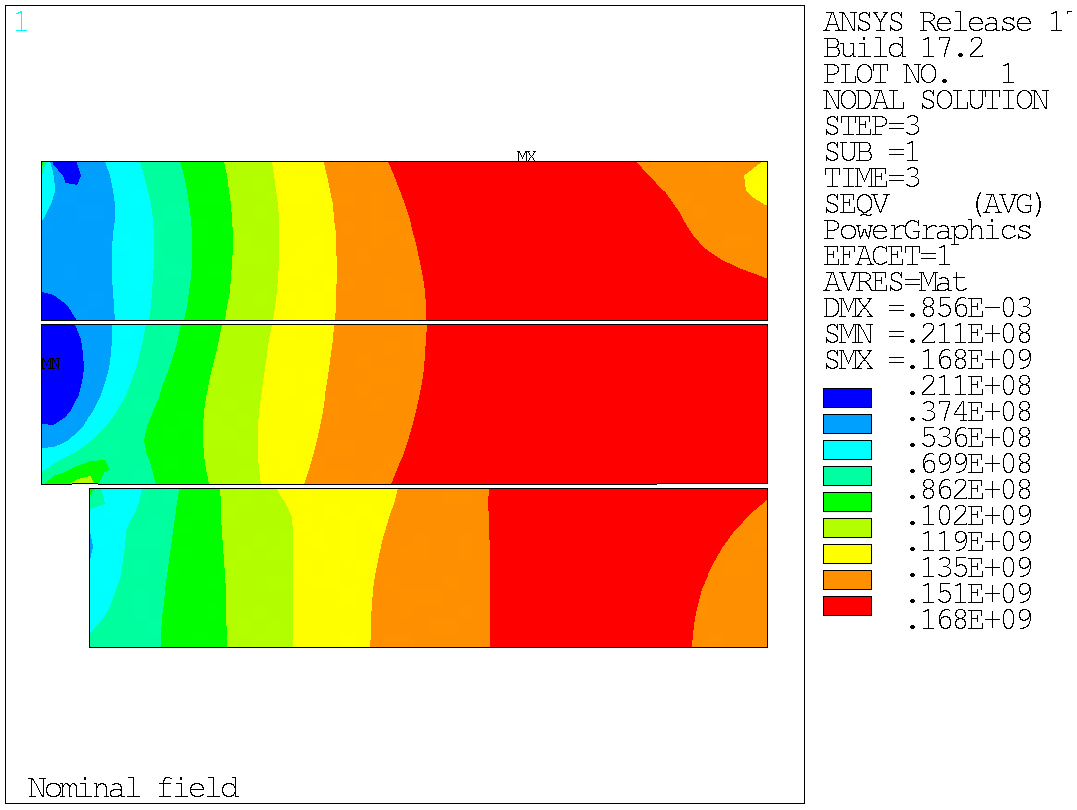 1
ANSYS Release 17
Build 17.2
PLOT NO. 1
NODAL SOLUTION
STEP=3
SUB =1
TIME=3
SEQV (AVG)
PowerGraphics
EFACET=1
AVRES=Mat
DMX =.856E-03
SMN =.211E+08
SMX =.168E+09
.211E+08
.374E+08
.536E+08
.699E+08
.862E+08
.102E+09
.119E+09
.135E+09
.151E+09
.168E+09
MX
MN
Nominal field